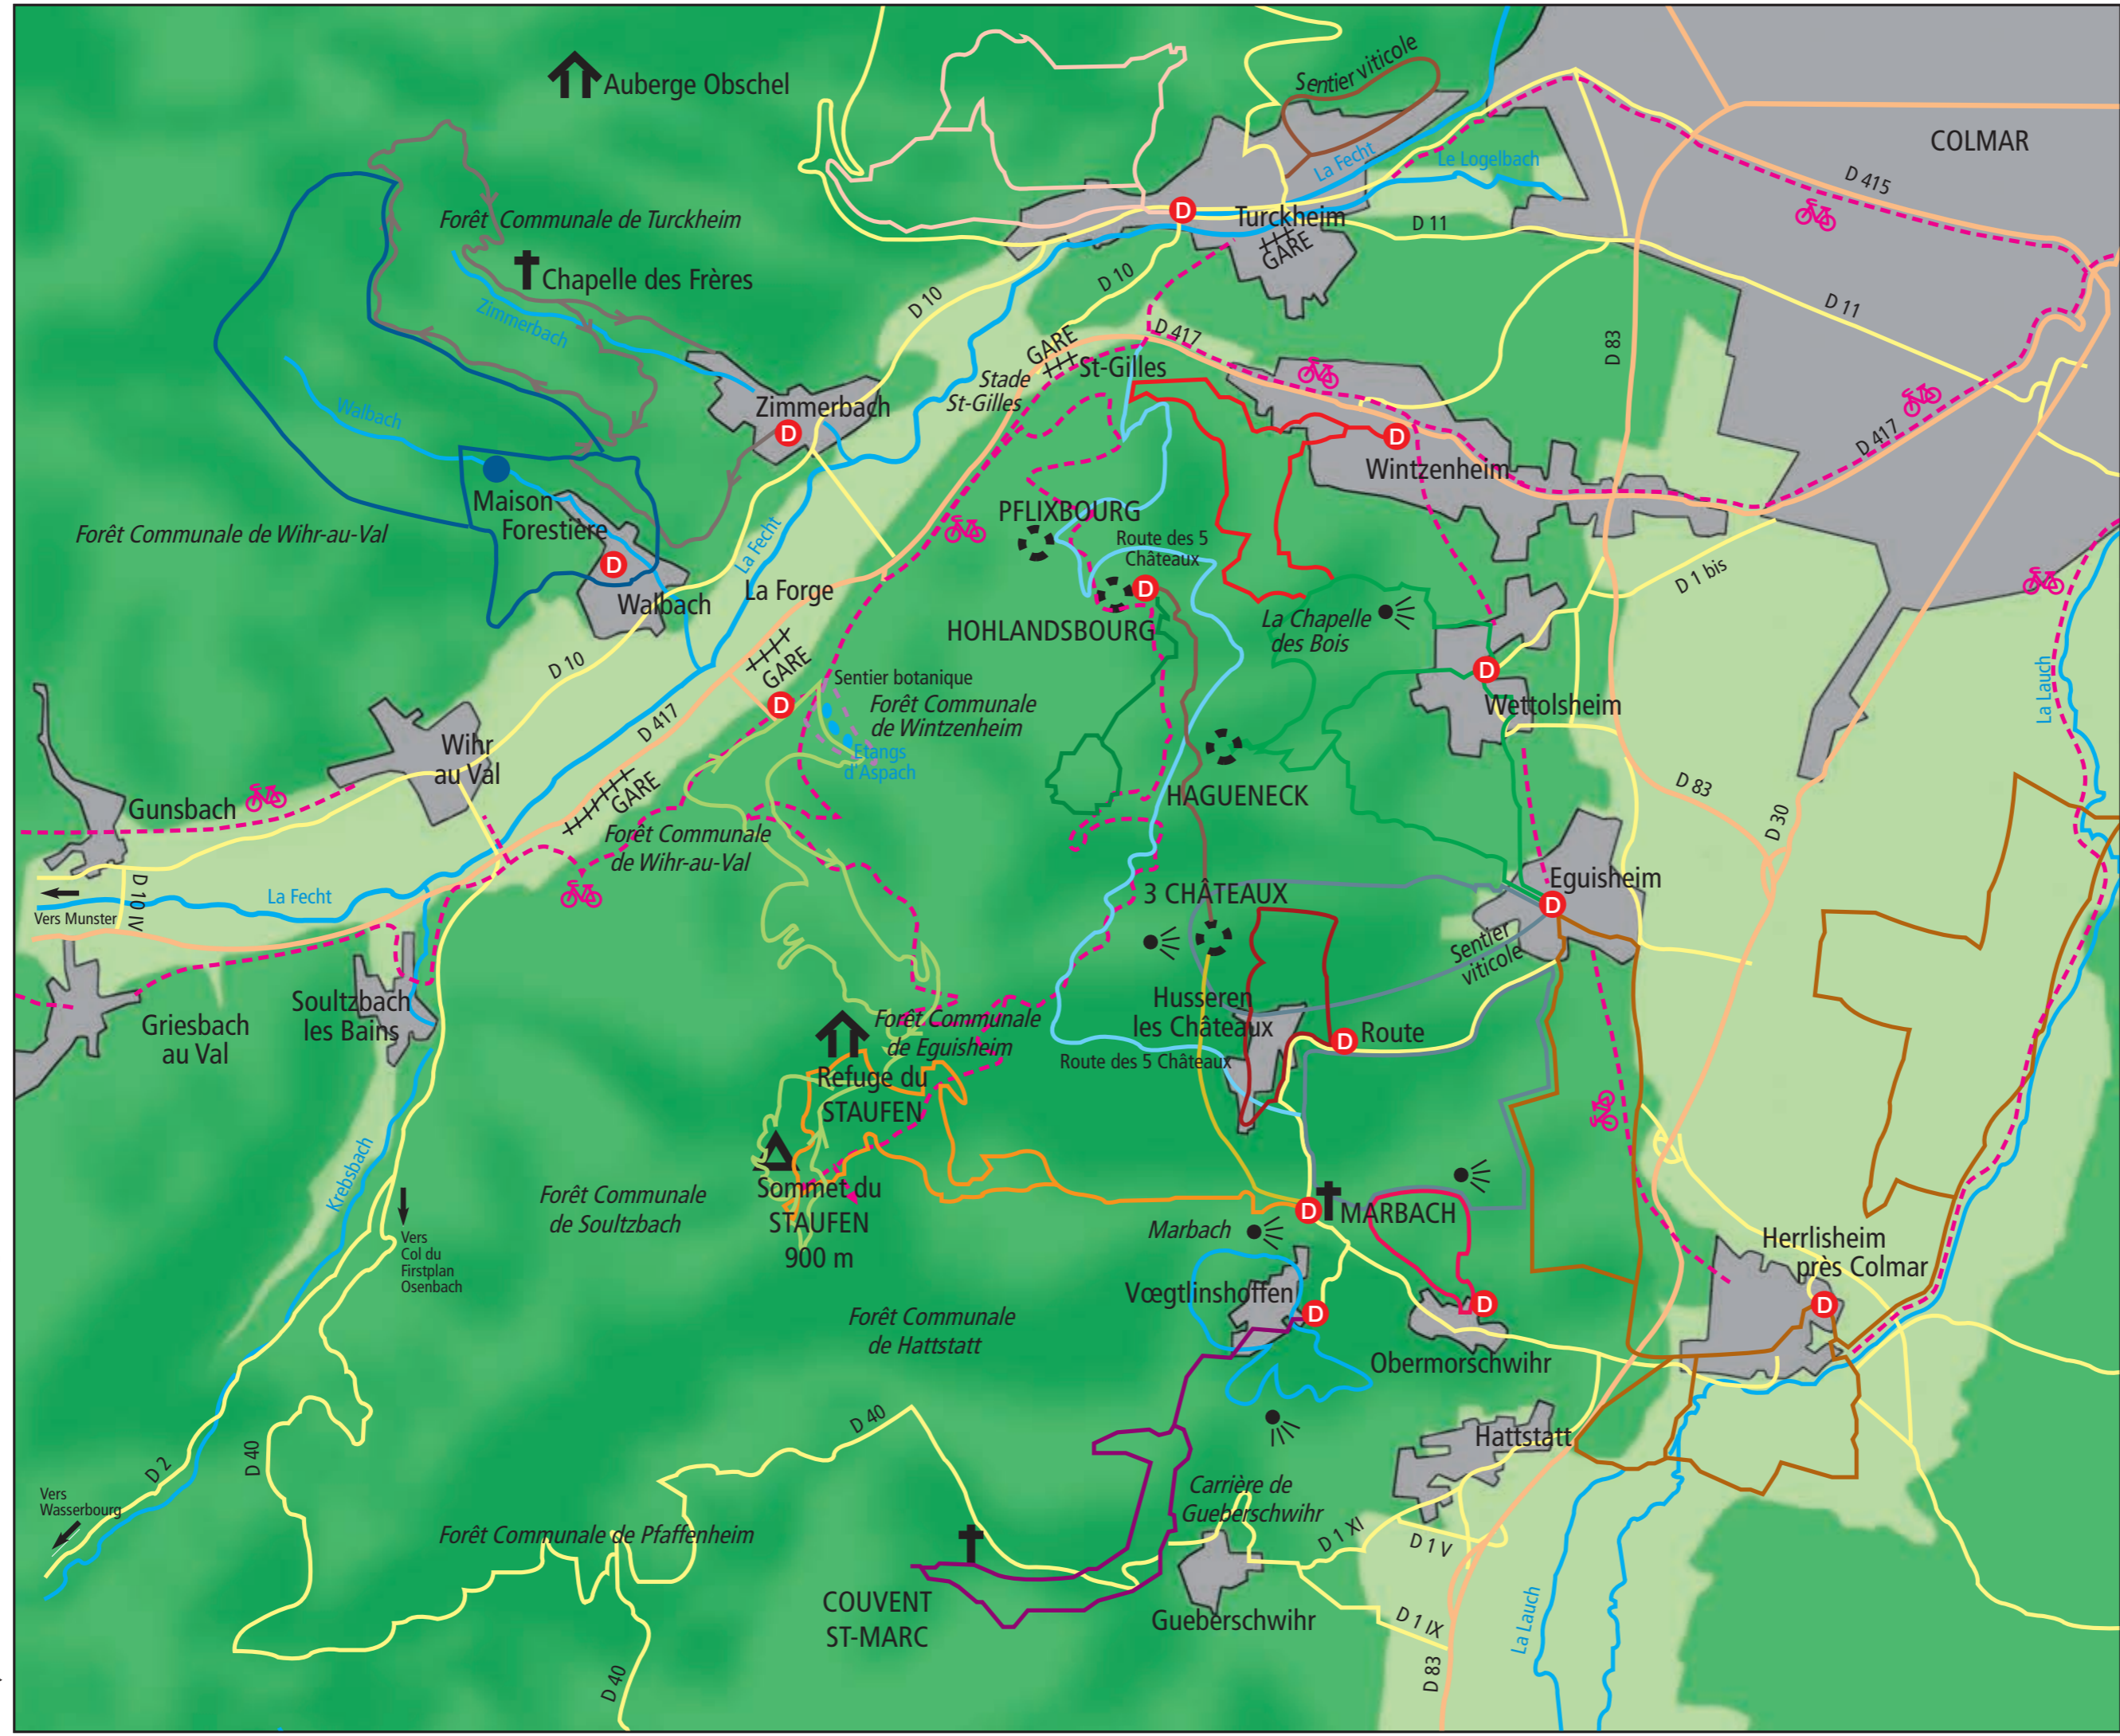 Auberge Obschel
Sentier viticole
COLMAR
La Fecht
Le Logelbach
D 415
Forêt Communale de Turckheim
D
Turckheim
D 11
GARE
Chapelle des Frères
D 10
D 10
D 11
Zimmerbach
D 417
D 83
GARE
St-Gilles
Stade
St-Gilles
Walbach
Zimmerbach
D
D
D 417
Wintzenheim
Maison
Forestière
PFLIXBOURG
Forêt Communale de Wihr-au-Val
Route des 5
Châteaux
La Fecht
D
D 1 bis
La Forge
D
Walbach
HOHLANDSBOURG
La Chapelle
des Bois
D 10
GARE
D
Sentier botanique
Forêt Communale
de Wintzenheim
D
Wettolsheim
La Lauch
D 417
Wihr
au Val
Etangs
d'Aspach
D 83
GARE
HAGUENECK
Gunsbach
D 30
Forêt Communale
de Wihr-au-Val
D 10 IV
La Fecht
3 CHÂTEAUX
Eguisheim
D
Vers Munster
Sentier
viticole
Soultzbach
les Bains
Husseren
les Châteaux
Griesbach
au Val
Forêt Communale
de Eguisheim
D
Route
Route des 5 Châteaux
Refuge du
STAUFEN
Krebsbach
Forêt Communale
de Soultzbach
Sommet du
STAUFEN
900 m
D
MARBACH
Marbach
Vers
Col du
Firstplan
Osenbach
Herrlisheim
près Colmar
D
Vœgtlinshoffen
D
D
Forêt Communale
de Hattstatt
Obermorschwihr
D 40
D 40
Hattstatt
D 2
Vers
Wasserbourg
Carrière de
Gueberschwihr
Forêt Communale de Pfaffenheim
D 1 XI
D 1 V
COUVENT
ST-MARC
Gueberschwihr
D 1 IX
La Lauch
D 40
D 83